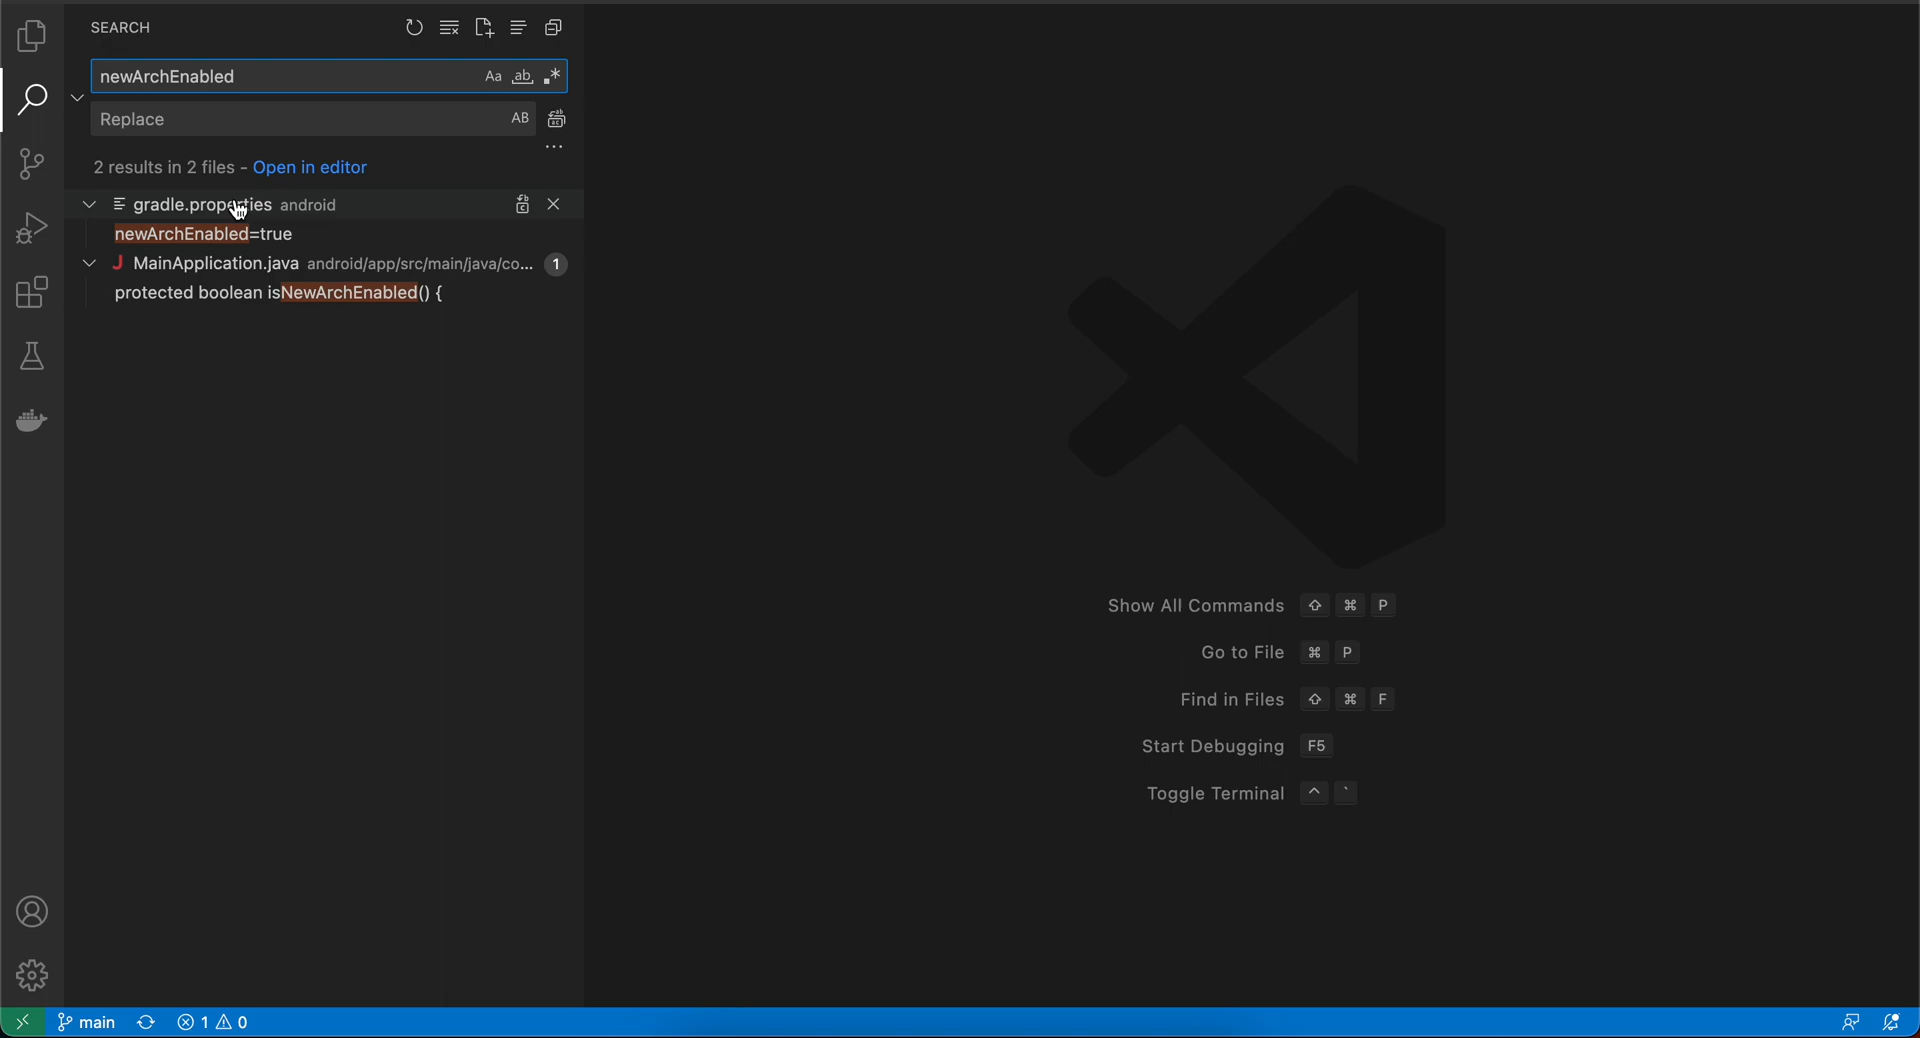 SEARCH
newArchEnabled Aa ab .*
Replace AB
...
2 results in 2 files - Open in editor
gradle.properties android
newArchEnabled=true
J MainApplication.java android/app/src/main/java/co... 1
protected boolean isNewArchEnabled() {
Show All Commands ⇧ ⌘ P
Go to File ⌘ P
Find in Files ⇧ ⌘ F
Start Debugging F5
Toggle Terminal ^ `
main 1 0